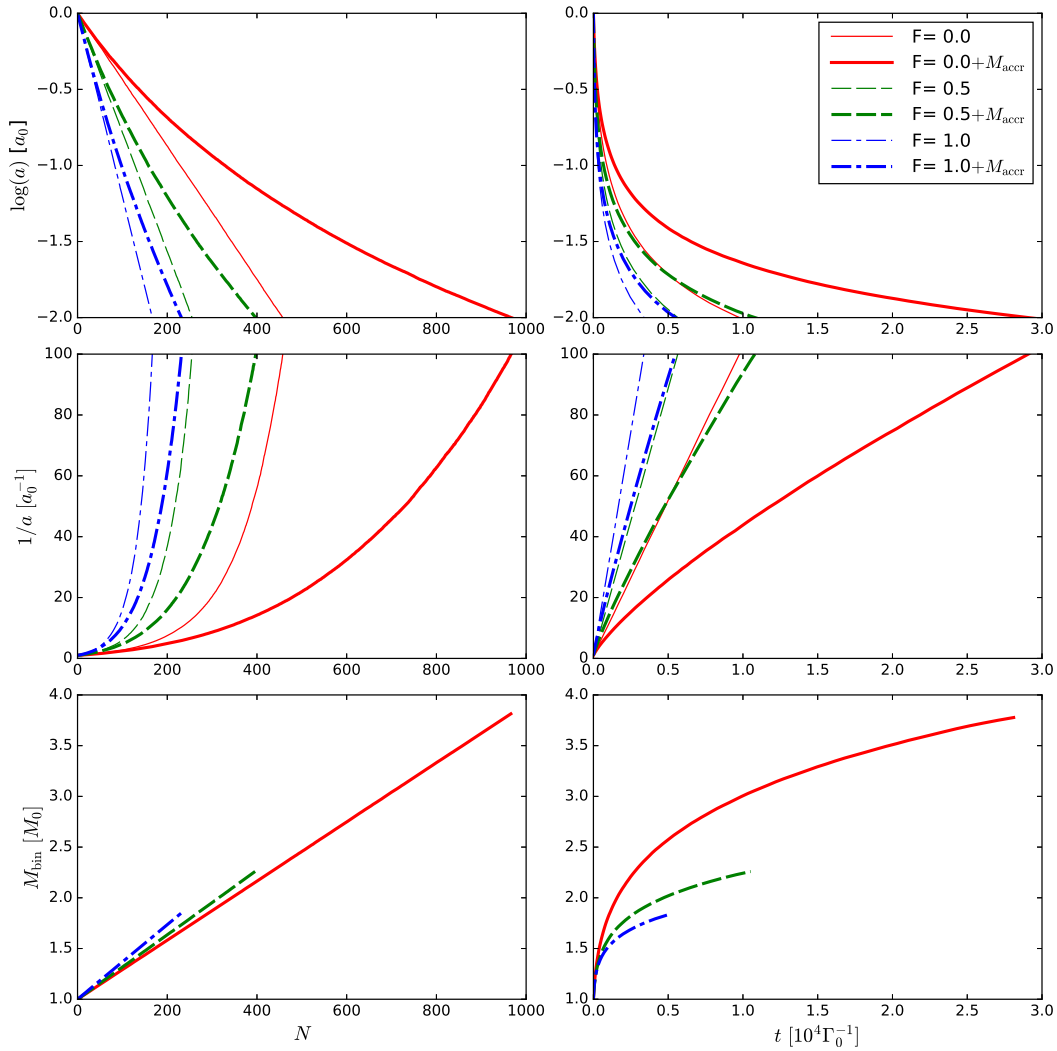 0.0
−0.5
−1.0
−1.5
−2.0
log(a) [a₀]
0 200 400 600 800 1000
0.0
−0.5
−1.0
−1.5
−2.0
0.0 0.5 1.0 1.5 2.0 2.5 3.0
F= 0.0
F= 0.0+M_accr
F= 0.5
F= 0.5+M_accr
F= 1.0
F= 1.0+M_accr
100
80
60
40
20
0
1/a [a₀⁻¹]
0 200 400 600 800 1000
100
80
60
40
20
0
0.0 0.5 1.0 1.5 2.0 2.5 3.0
4.0
3.5
3.0
2.5
2.0
1.5
1.0
M_bin [M₀]
0 200 400 600 800 1000
N
4.0
3.5
3.0
2.5
2.0
1.5
1.0
0.0 0.5 1.0 1.5 2.0 2.5 3.0
t [10⁴Γ₀⁻¹]